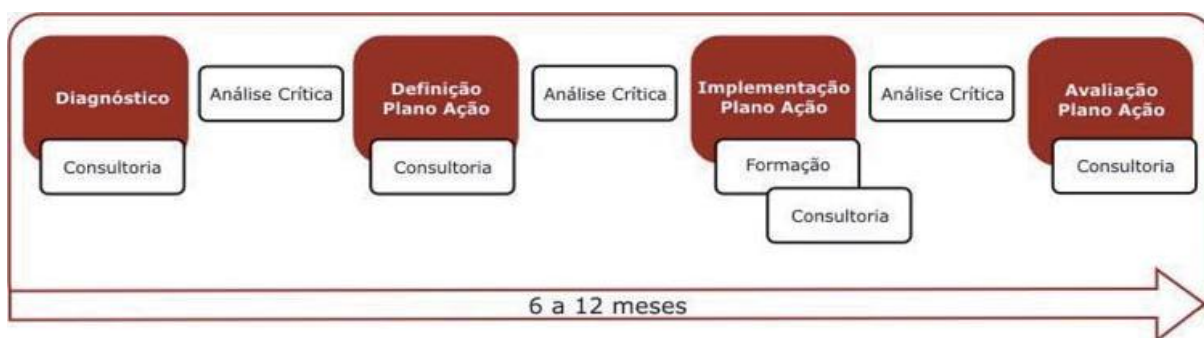 Diagnóstico
Consultoria
Análise Crítica
Definição
Plano Ação
Consultoria
Análise Crítica
Implementação
Plano Ação
Formação
Consultoria
Análise Crítica
Avaliação
Plano Ação
Consultoria
6 a 12 meses